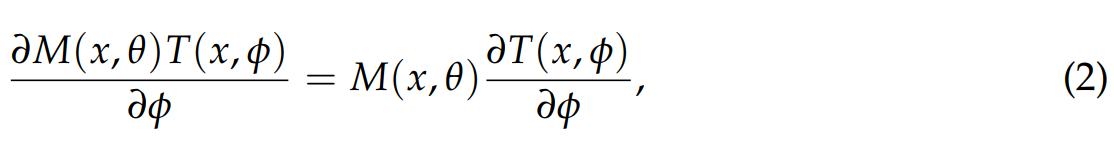 ∂M(x, θ)T(x, ϕ) / ∂ϕ = M(x, θ) ∂T(x, ϕ) / ∂ϕ, (2)